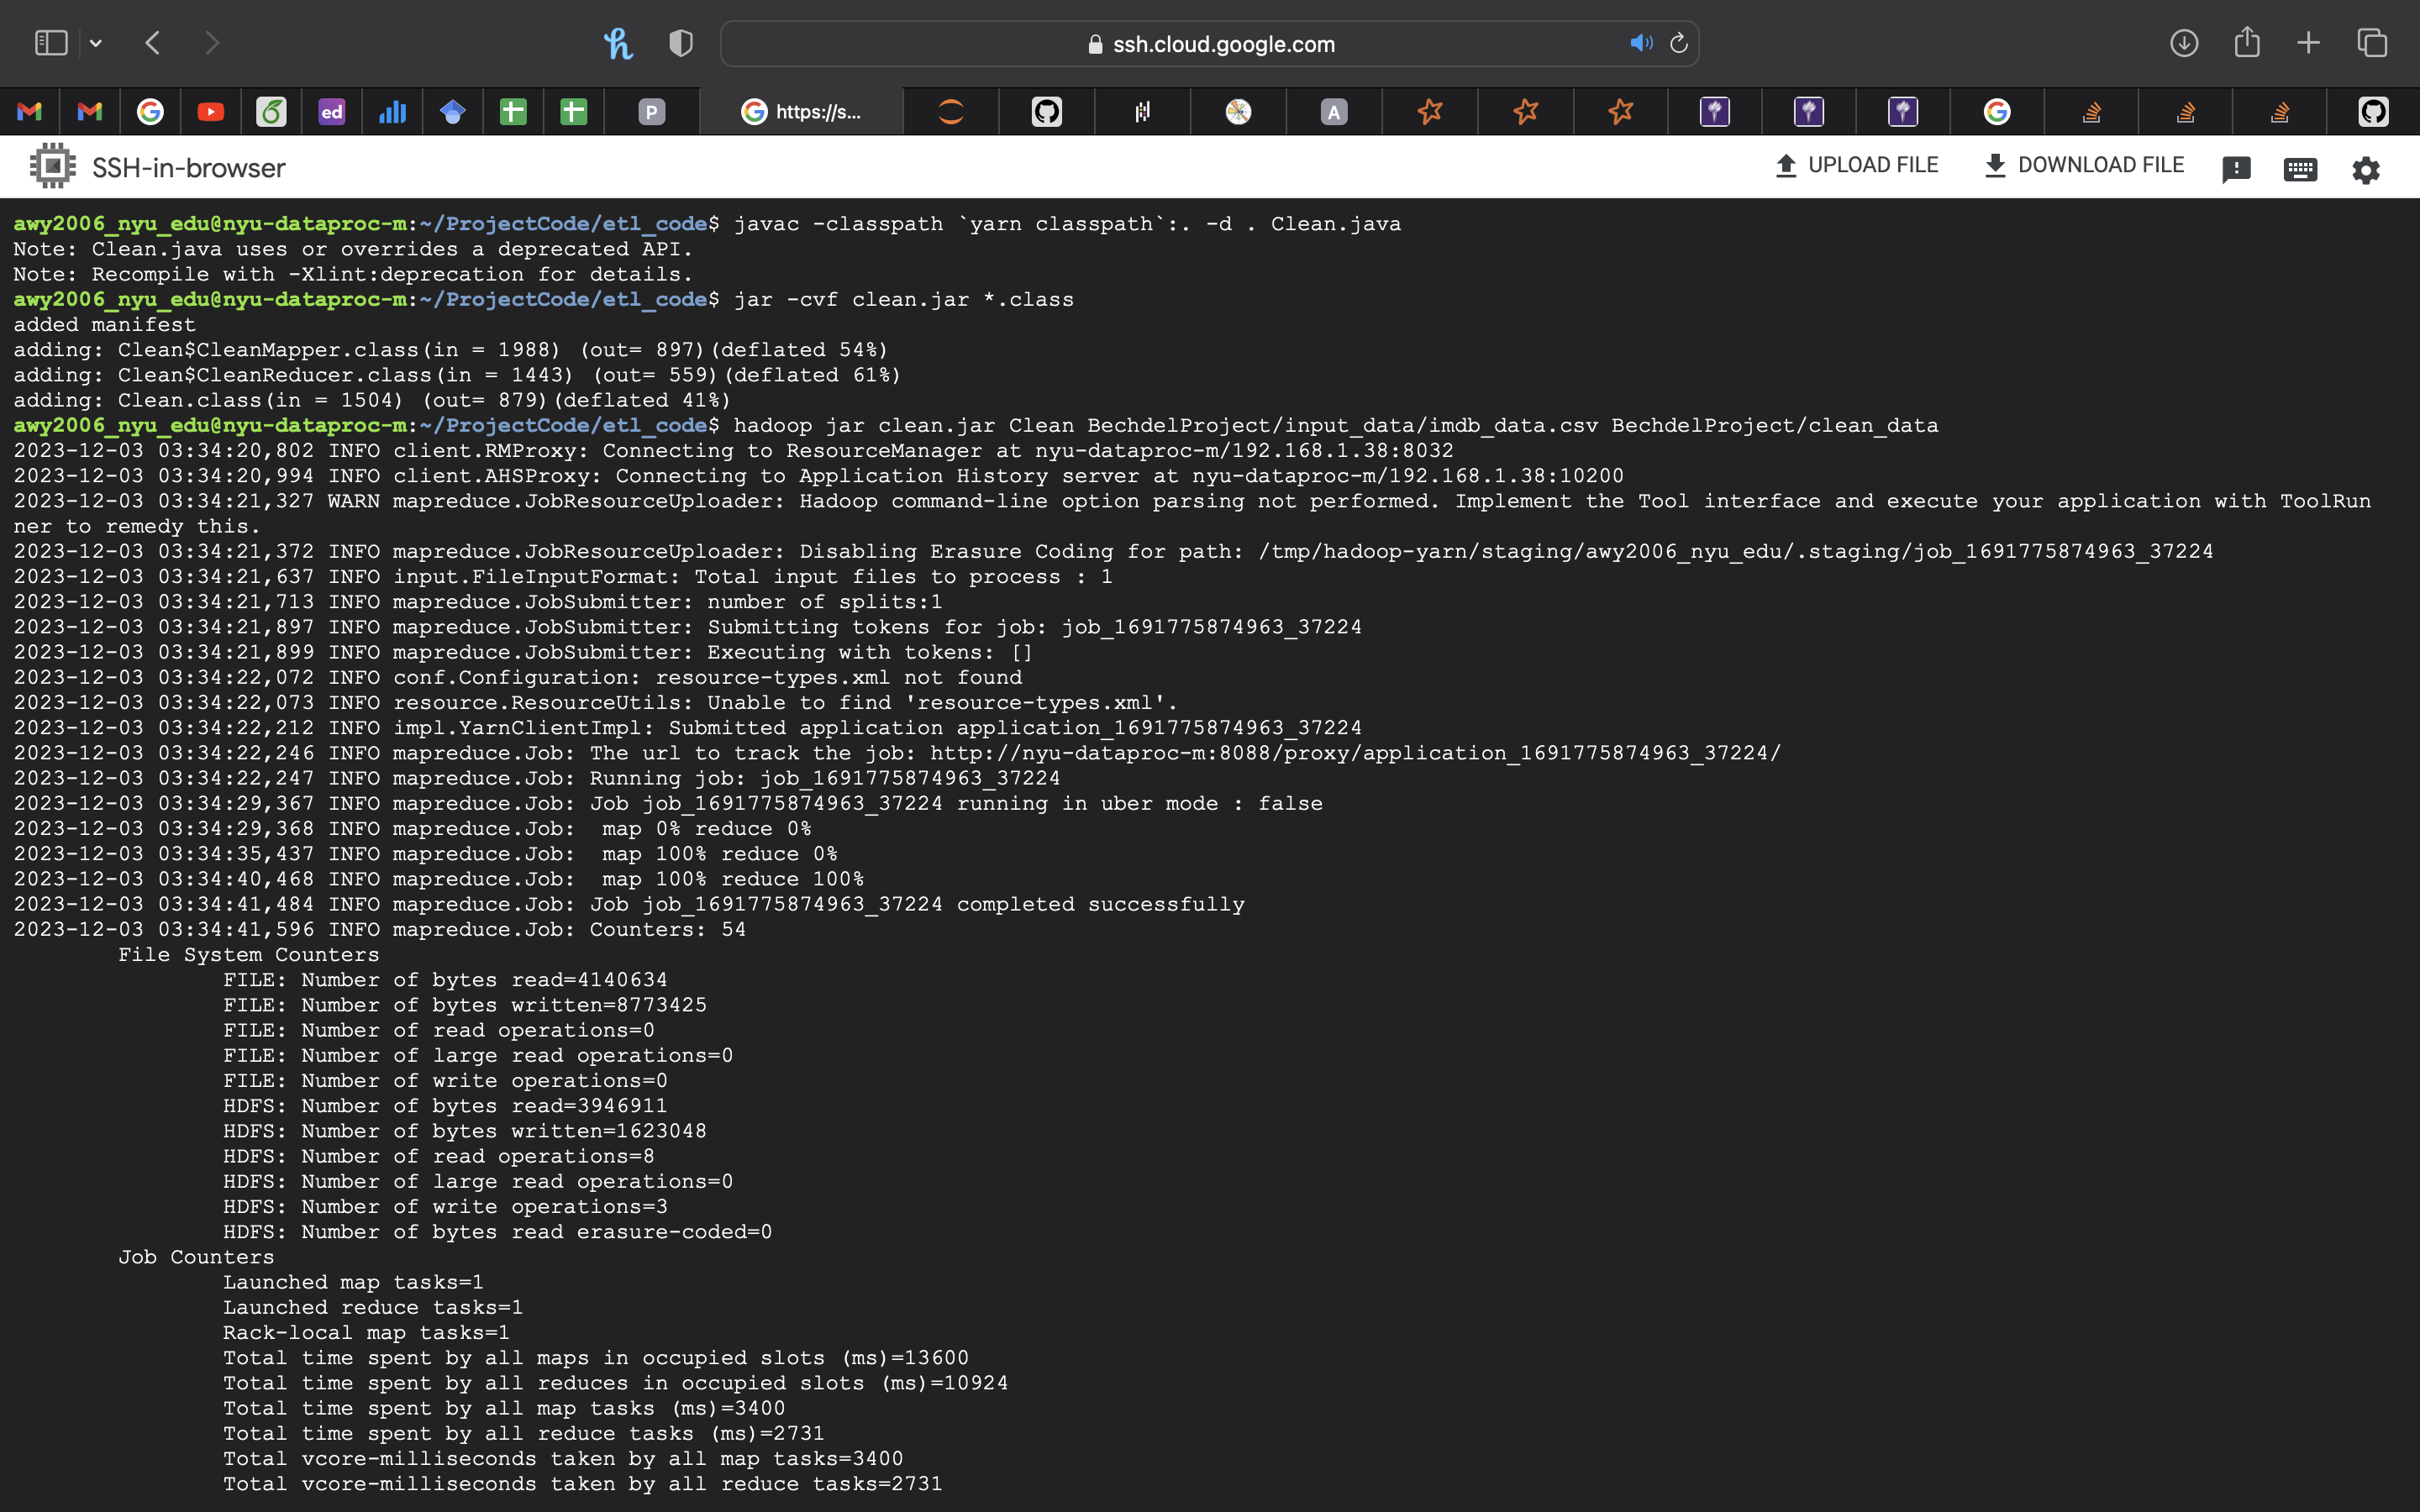 ssh.cloud.google.com
ed
P
https://s...
A
SSH-in-browser
UPLOAD FILE
DOWNLOAD FILE
awy2006_nyu_edu@nyu-dataproc-m:~/ProjectCode/etl_code$ javac -classpath `yarn classpath`:. -d . Clean.java
Note: Clean.java uses or overrides a deprecated API.
Note: Recompile with -Xlint:deprecation for details.
awy2006_nyu_edu@nyu-dataproc-m:~/ProjectCode/etl_code$ jar -cvf clean.jar *.class
added manifest
adding: Clean$CleanMapper.class(in = 1988) (out= 897)(deflated 54%)
adding: Clean$CleanReducer.class(in = 1443) (out= 559)(deflated 61%)
adding: Clean.class(in = 1504) (out= 879)(deflated 41%)
awy2006_nyu_edu@nyu-dataproc-m:~/ProjectCode/etl_code$ hadoop jar clean.jar Clean BechdelProject/input_data/imdb_data.csv BechdelProject/clean_data
2023-12-03 03:34:20,802 INFO client.RMProxy: Connecting to ResourceManager at nyu-dataproc-m/192.168.1.38:8032
2023-12-03 03:34:20,994 INFO client.AHSProxy: Connecting to Application History server at nyu-dataproc-m/192.168.1.38:10200
2023-12-03 03:34:21,327 WARN mapreduce.JobResourceUploader: Hadoop command-line option parsing not performed. Implement the Tool interface and execute your application with ToolRun
ner to remedy this.
2023-12-03 03:34:21,372 INFO mapreduce.JobResourceUploader: Disabling Erasure Coding for path: /tmp/hadoop-yarn/staging/awy2006_nyu_edu/.staging/job_1691775874963_37224
2023-12-03 03:34:21,637 INFO input.FileInputFormat: Total input files to process : 1
2023-12-03 03:34:21,713 INFO mapreduce.JobSubmitter: number of splits:1
2023-12-03 03:34:21,897 INFO mapreduce.JobSubmitter: Submitting tokens for job: job_1691775874963_37224
2023-12-03 03:34:21,899 INFO mapreduce.JobSubmitter: Executing with tokens: []
2023-12-03 03:34:22,072 INFO conf.Configuration: resource-types.xml not found
2023-12-03 03:34:22,073 INFO resource.ResourceUtils: Unable to find 'resource-types.xml'.
2023-12-03 03:34:22,212 INFO impl.YarnClientImpl: Submitted application application_1691775874963_37224
2023-12-03 03:34:22,246 INFO mapreduce.Job: The url to track the job: http://nyu-dataproc-m:8088/proxy/application_1691775874963_37224/
2023-12-03 03:34:22,247 INFO mapreduce.Job: Running job: job_1691775874963_37224
2023-12-03 03:34:29,367 INFO mapreduce.Job: Job job_1691775874963_37224 running in uber mode : false
2023-12-03 03:34:29,368 INFO mapreduce.Job:  map 0% reduce 0%
2023-12-03 03:34:35,437 INFO mapreduce.Job:  map 100% reduce 0%
2023-12-03 03:34:40,468 INFO mapreduce.Job:  map 100% reduce 100%
2023-12-03 03:34:41,484 INFO mapreduce.Job: Job job_1691775874963_37224 completed successfully
2023-12-03 03:34:41,596 INFO mapreduce.Job: Counters: 54
File System Counters
FILE: Number of bytes read=4140634
FILE: Number of bytes written=8773425
FILE: Number of read operations=0
FILE: Number of large read operations=0
FILE: Number of write operations=0
HDFS: Number of bytes read=3946911
HDFS: Number of bytes written=1623048
HDFS: Number of read operations=8
HDFS: Number of large read operations=0
HDFS: Number of write operations=3
HDFS: Number of bytes read erasure-coded=0
Job Counters
Launched map tasks=1
Launched reduce tasks=1
Rack-local map tasks=1
Total time spent by all maps in occupied slots (ms)=13600
Total time spent by all reduces in occupied slots (ms)=10924
Total time spent by all map tasks (ms)=3400
Total time spent by all reduce tasks (ms)=2731
Total vcore-milliseconds taken by all map tasks=3400
Total vcore-milliseconds taken by all reduce tasks=2731